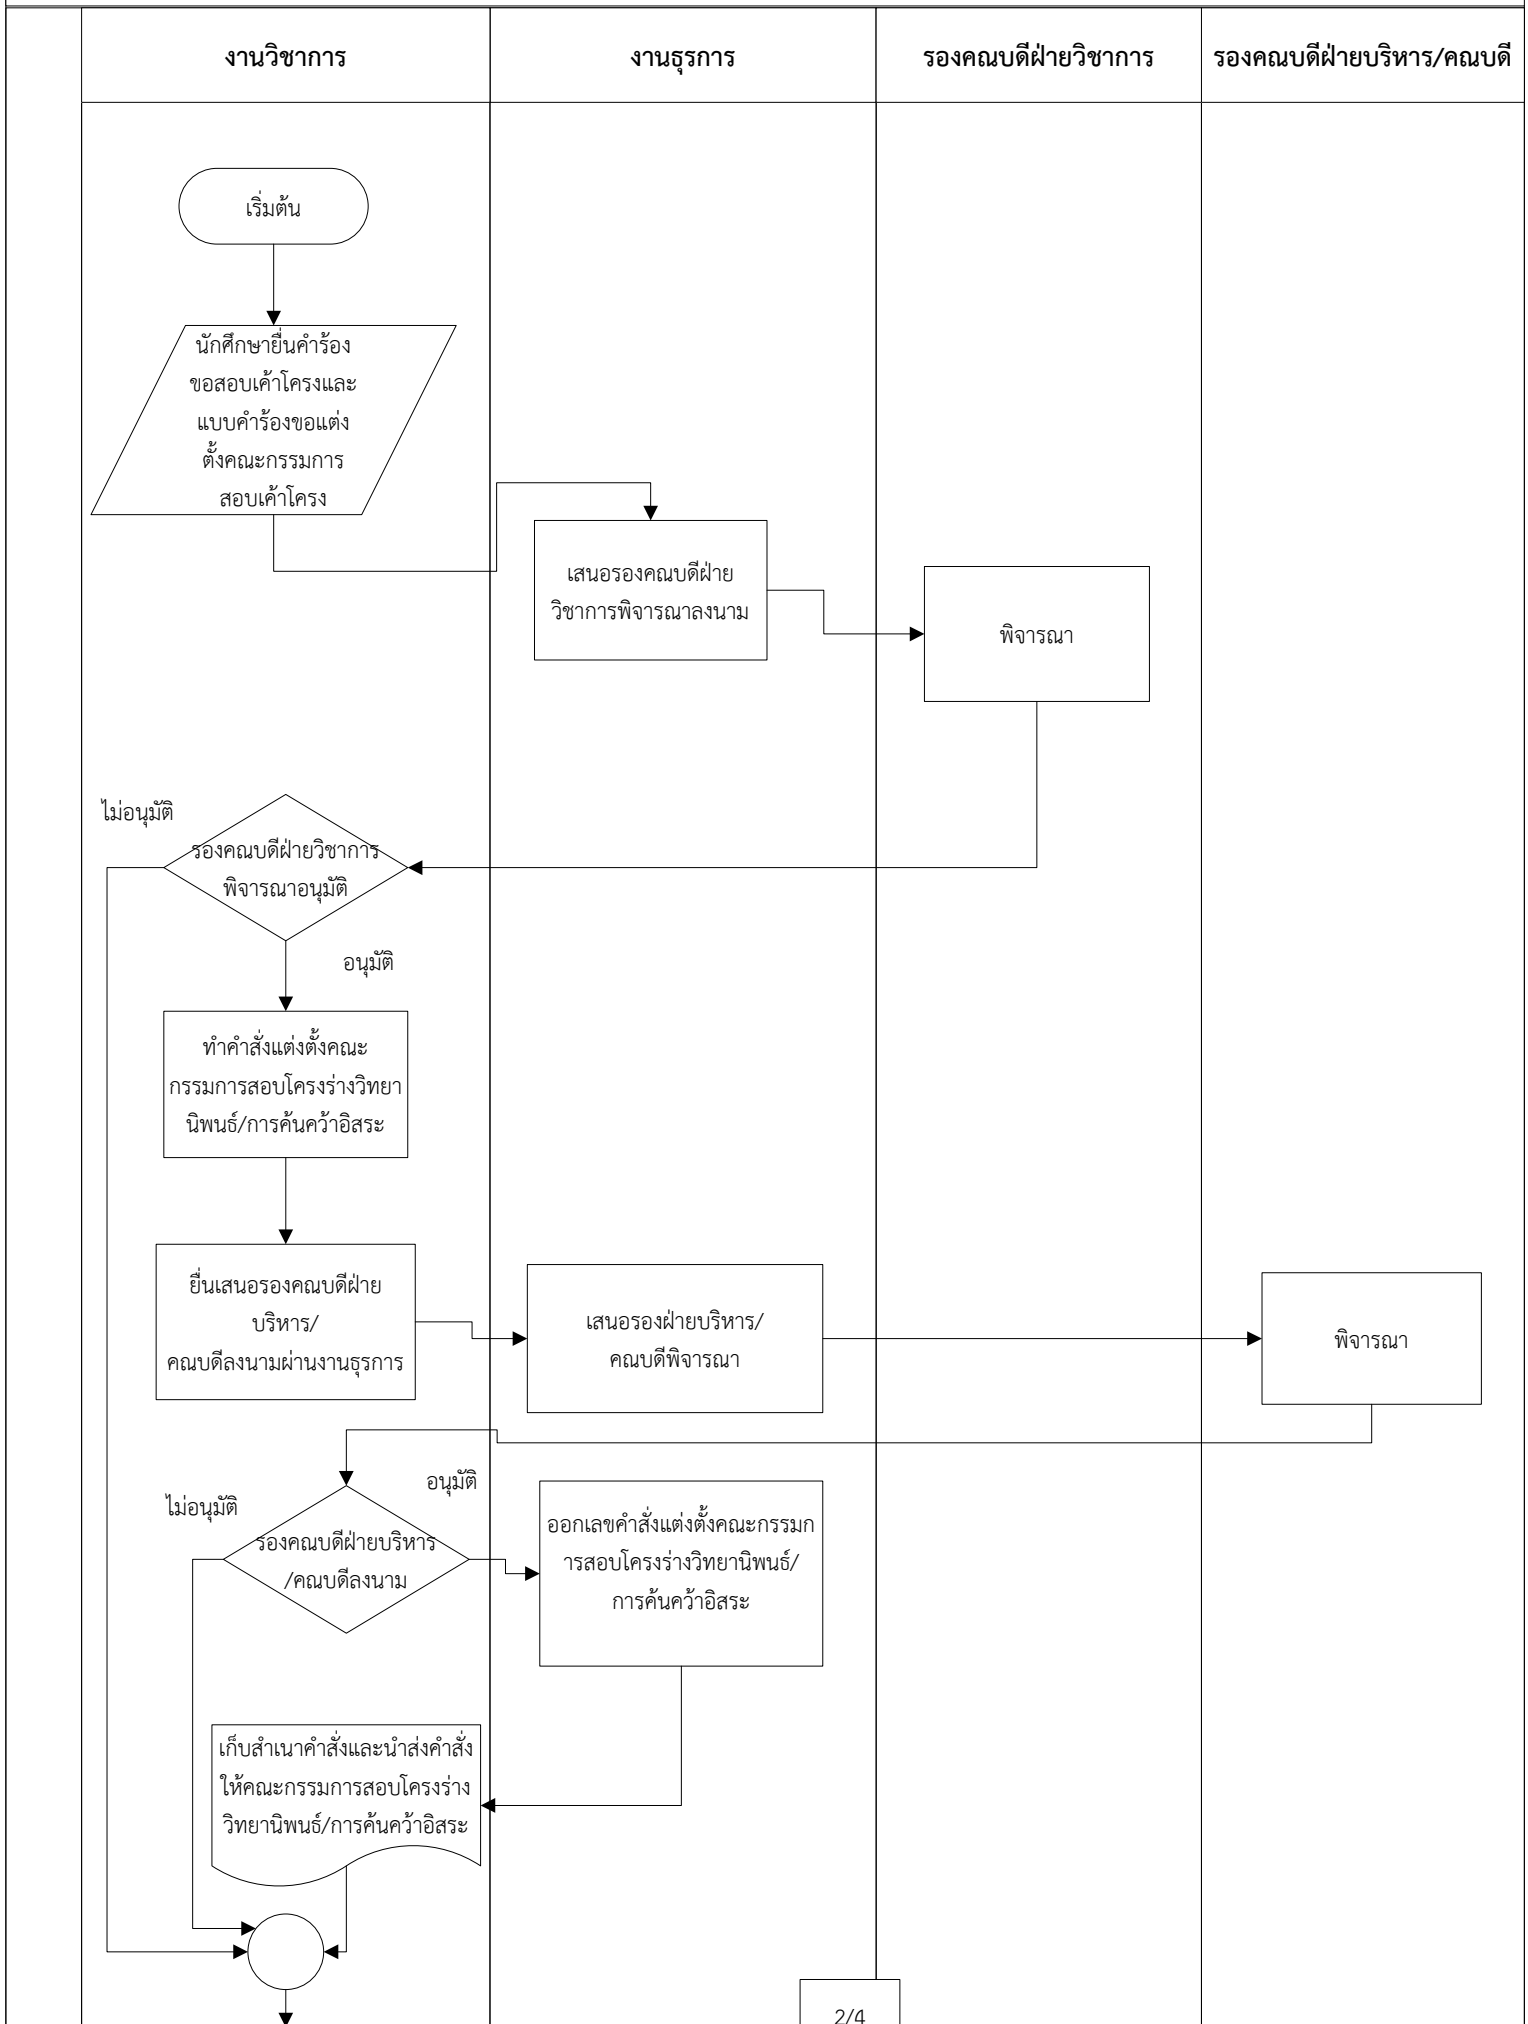 งานวิชาการ
งานธุรการ
รองคณบดีฝ่ายวิชาการ
รองคณบดีฝ่ายบริหาร/คณบดี
เริ่มต้น
นักศึกษายื่นคำร้อง
ขอสอบเค้าโครงและ
แบบคำร้องขอแต่ง
ตั้งคณะกรรมการ
สอบเค้าโครง
เสนอรองคณบดีฝ่าย
วิชาการพิจารณาลงนาม
พิจารณา
ไม่อนุมัติ
รองคณบดีฝ่ายวิชาการ
พิจารณาอนุมัติ
อนุมัติ
ทำคำสั่งแต่งตั้งคณะ
กรรมการสอบโครงร่างวิทยา
นิพนธ์/การค้นคว้าอิสระ
ยื่นเสนอรองคณบดีฝ่าย
บริหาร/
คณบดีลงนามผ่านงานธุรการ
เสนอรองฝ่ายบริหาร/
คณบดีพิจารณา
พิจารณา
อนุมัติ
ไม่อนุมัติ
รองคณบดีฝ่ายบริหาร
/คณบดีลงนาม
ออกเลขคำสั่งแต่งตั้งคณะกรรมก
ารสอบโครงร่างวิทยานิพนธ์/
การค้นคว้าอิสระ
เก็บสำเนาคำสั่งและนำส่งคำสั่ง
ให้คณะกรรมการสอบโครงร่าง
วิทยานิพนธ์/การค้นคว้าอิสระ
2/4